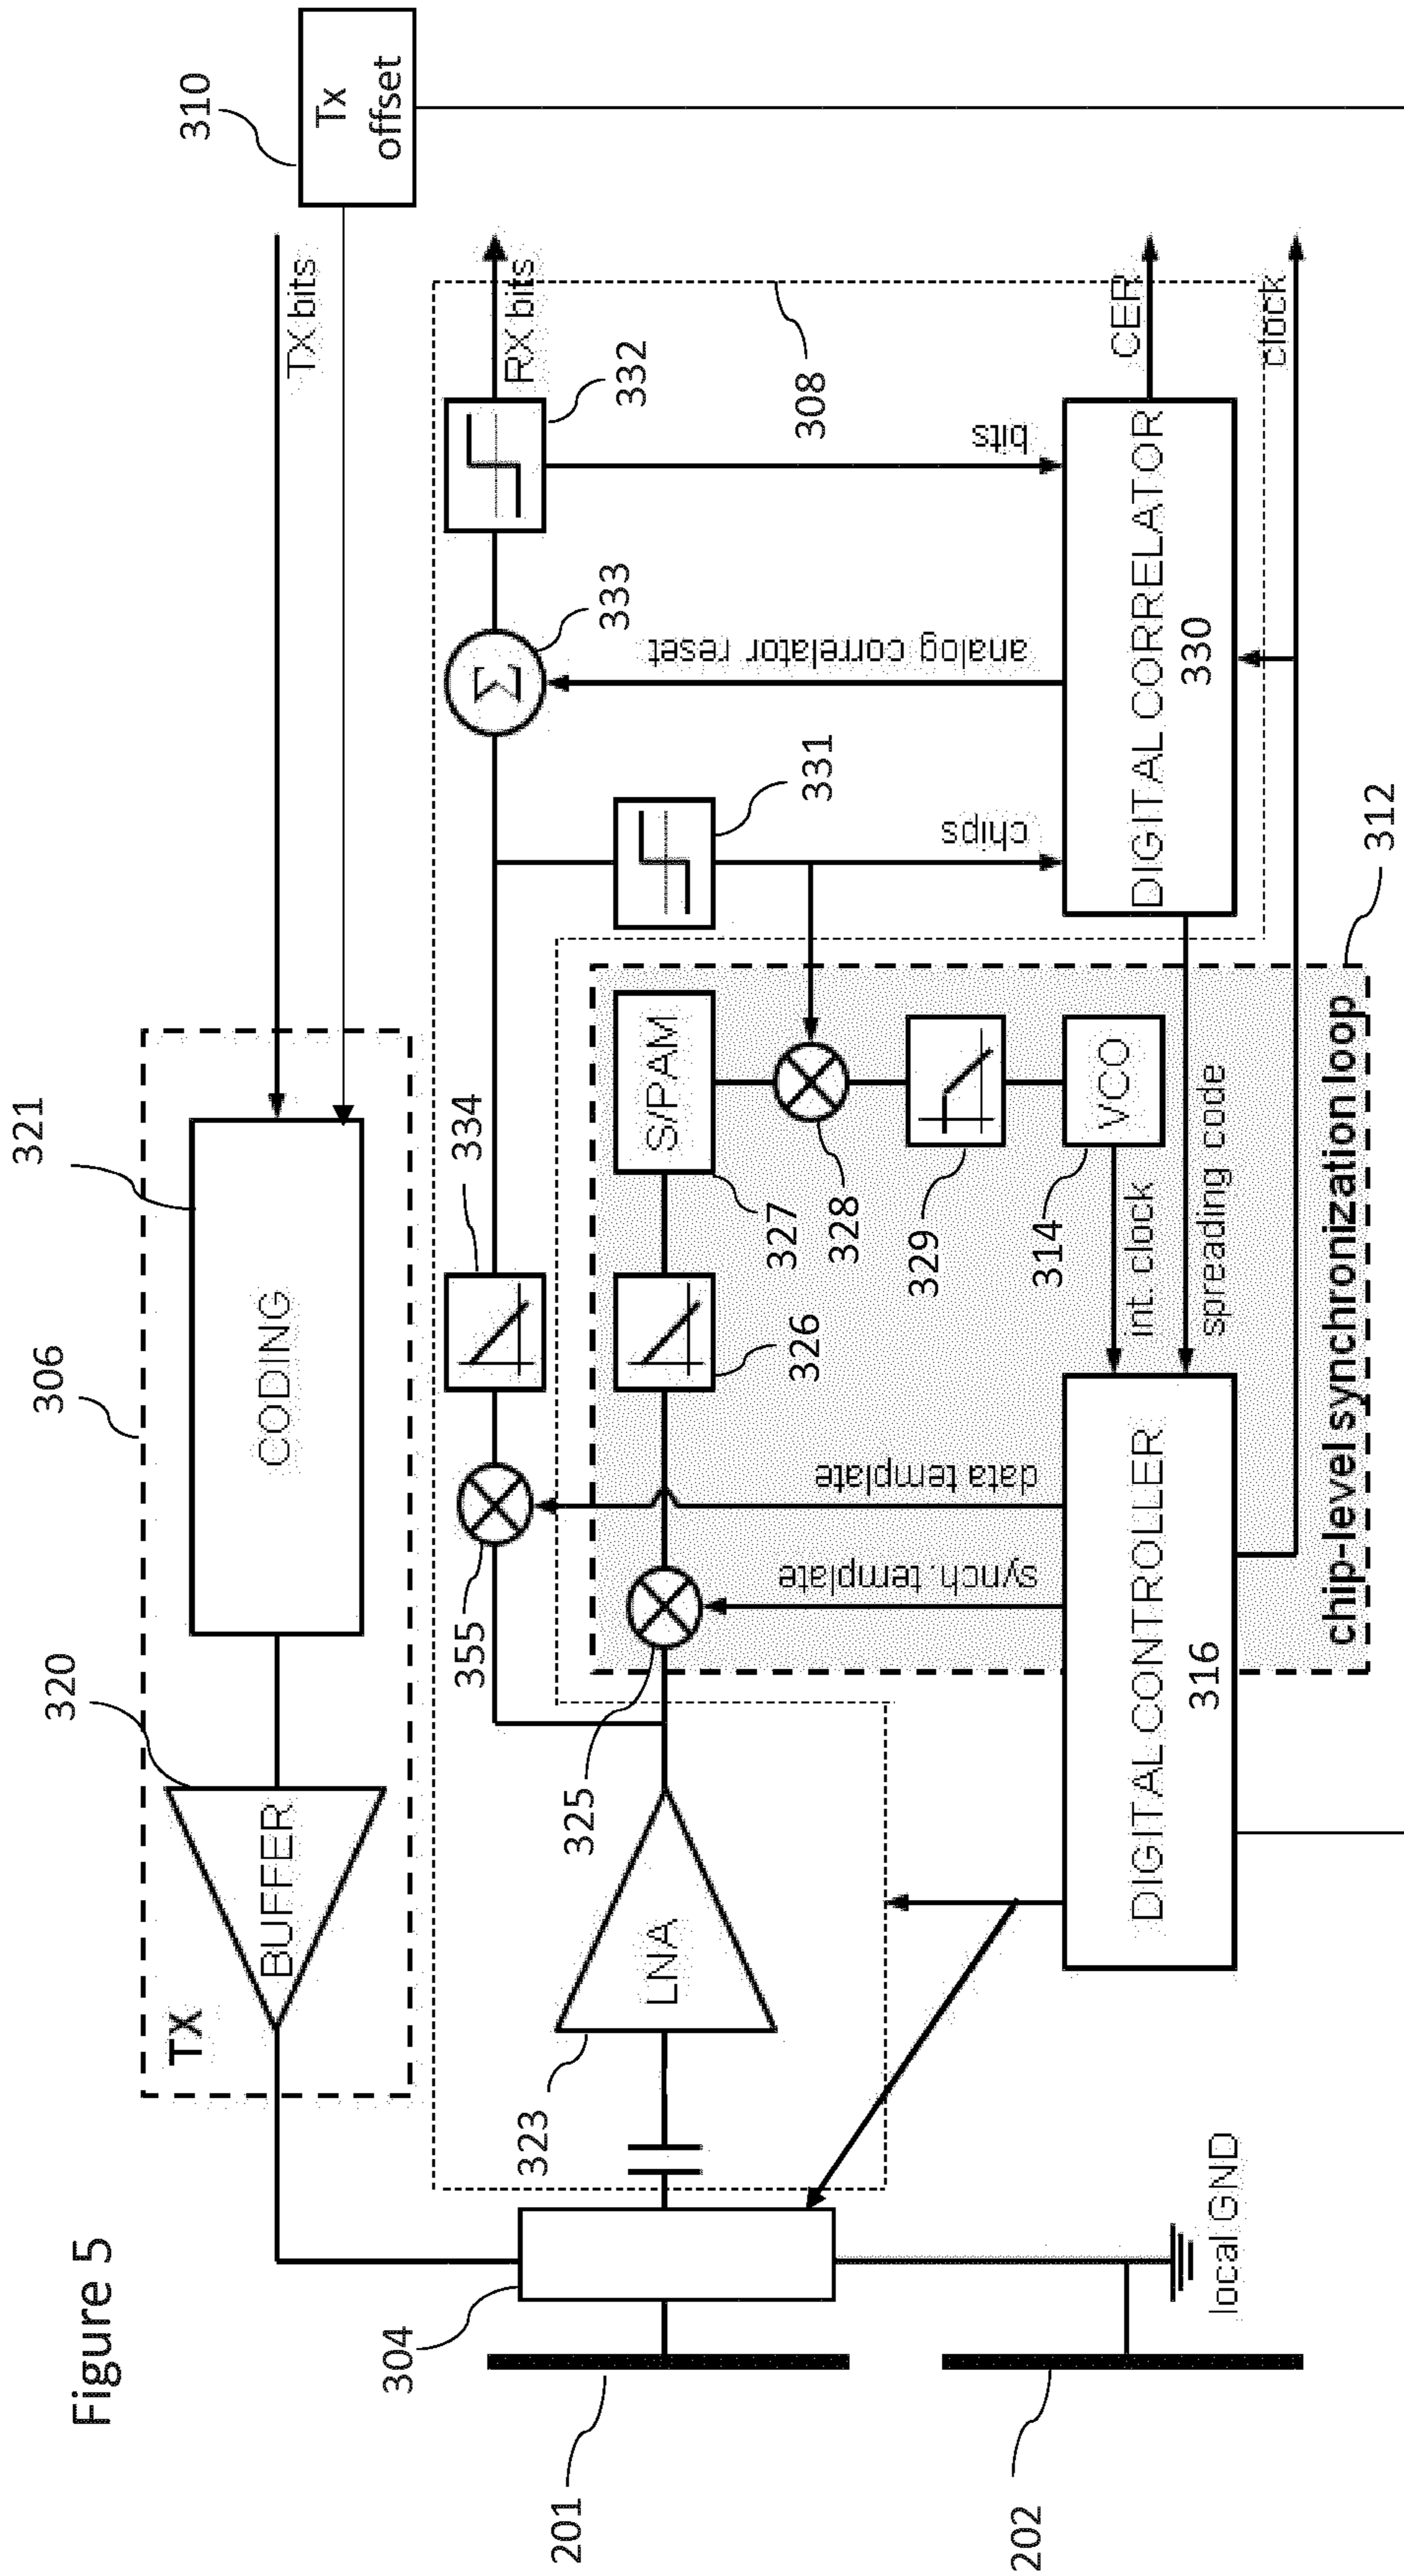 Figure 5
306
321
320
TX
BUFFER
CODING
TX bits
310
Tx
offset
304
323
LNA
325
355
334
333
Σ
332
RX bits
308
331
326
S/PAM
327
328
329
VCO
314
int. clock
spreading code
synch. template
data template
chips
analog correlator reset
bits
DIGITAL CONTROLLER
316
DIGITAL CORRELATOR
330
CER
clock
chip-level synchronization loop
312
201
202
local GND